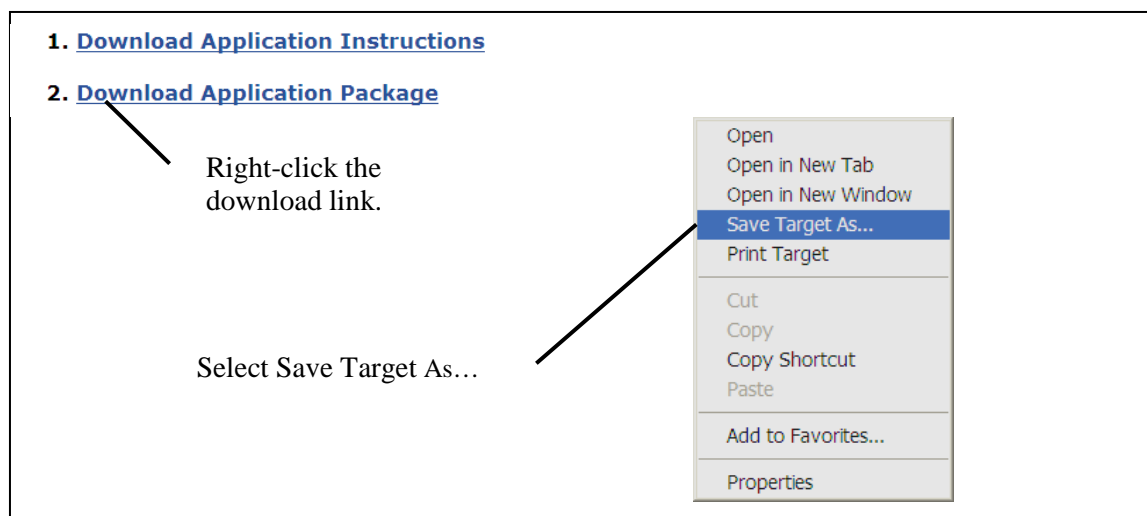 1. Download Application Instructions
2. Download Application Package
Right-click the
download link.
Select Save Target As…
Open
Open in New Tab
Open in New Window
Save Target As...
Print Target
Cut
Copy
Copy Shortcut
Paste
Add to Favorites...
Properties